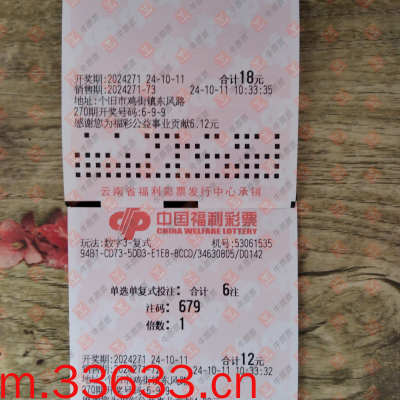 开奖期:2024271 24-10-11 合计18元
销售期:2024271-73 24-10-11 10:33:35
地址:个旧市鸡街镇东风路
270期开奖号码:6-9-9
感谢您为福彩公益事业贡献6.12元
云南省福利彩票发行中心承销
中国福利彩票
CHINA WELFARE LOTTERY
玩法:数字3-复式 机号:53061535
94B1-CD73-50D3-E1E8-8CCD/34630805/D0142
单选单复式投注: 合计 6注
注码: 679
倍数: 1
开奖期:2024271 24-10-11 合计12元
24-10-11 10:33:32
m.33633.cn